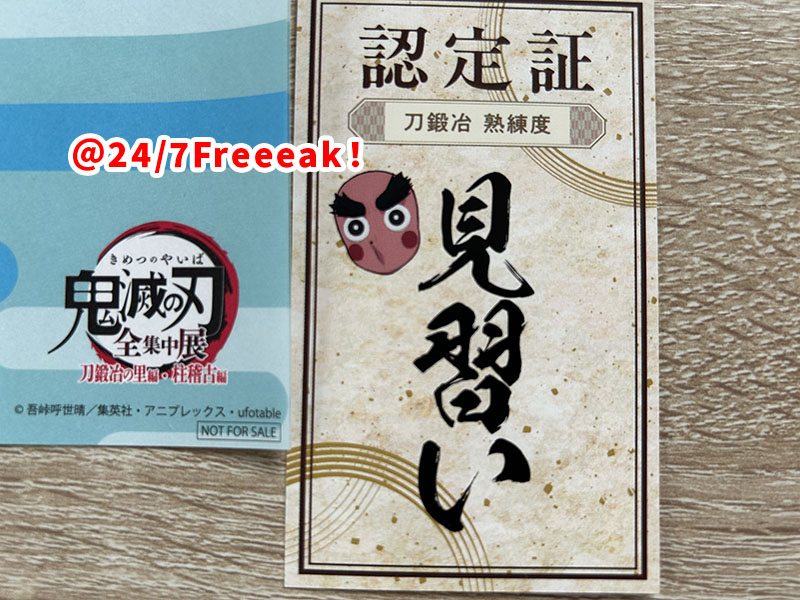 @24/7Freeeak!
きめつのやいば
鬼滅の刃
全集中展
刀鍛冶の里編・柱稽古編
© 吾峠呼世晴／集英社・アニプレックス・ufotable
NOT FOR SALE
認定証
刀鍛冶 熟練度
見習い